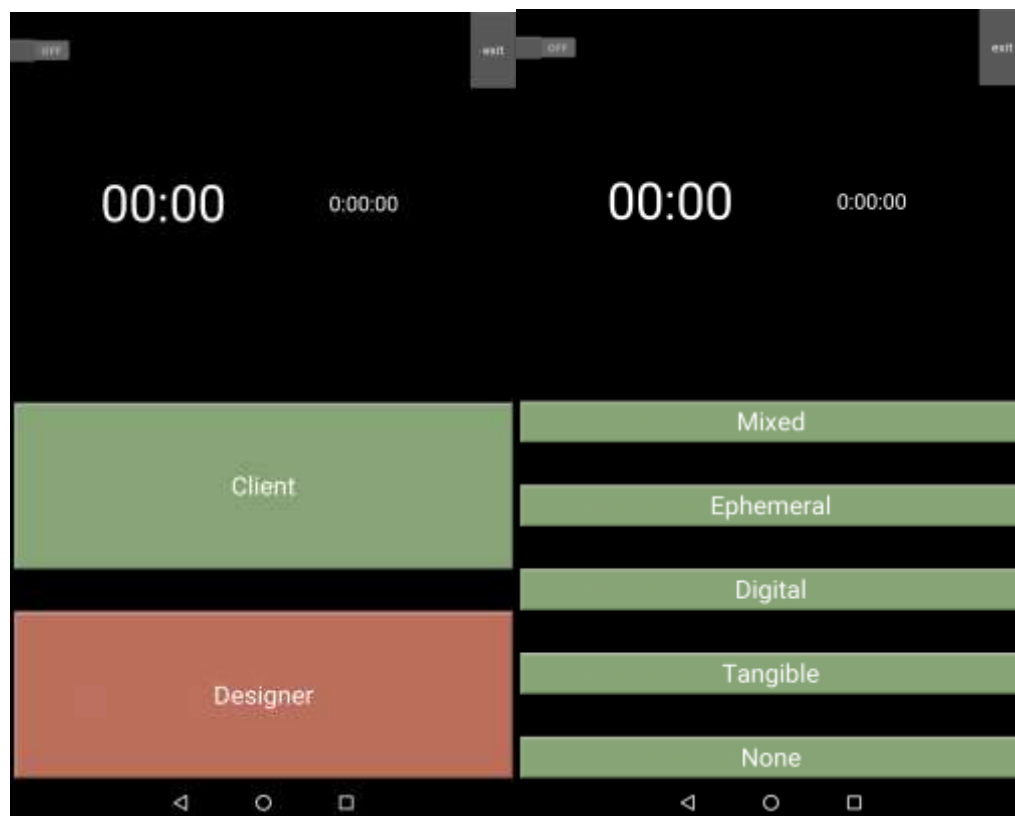 OFF
exit
00:00
0:00:00
Client
Designer
OFF
exit
00:00
0:00:00
Mixed
Ephemeral
Digital
Tangible
None